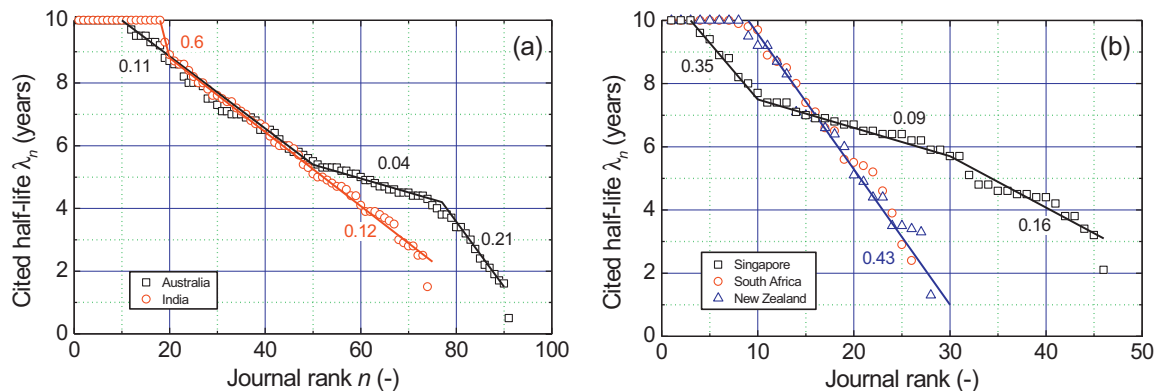 (a)
0.6
0.11
0.04
0.12
0.21
Australia
India
Cited half-life λn (years)
10
8
6
4
2
0
0 20 40 60 80 100
Journal rank n (-)
(b)
0.35
0.09
0.16
0.43
Singapore
South Africa
New Zealand
Cited half-life λn (years)
10
8
6
4
2
0
0 10 20 30 40 50
Journal rank (-)